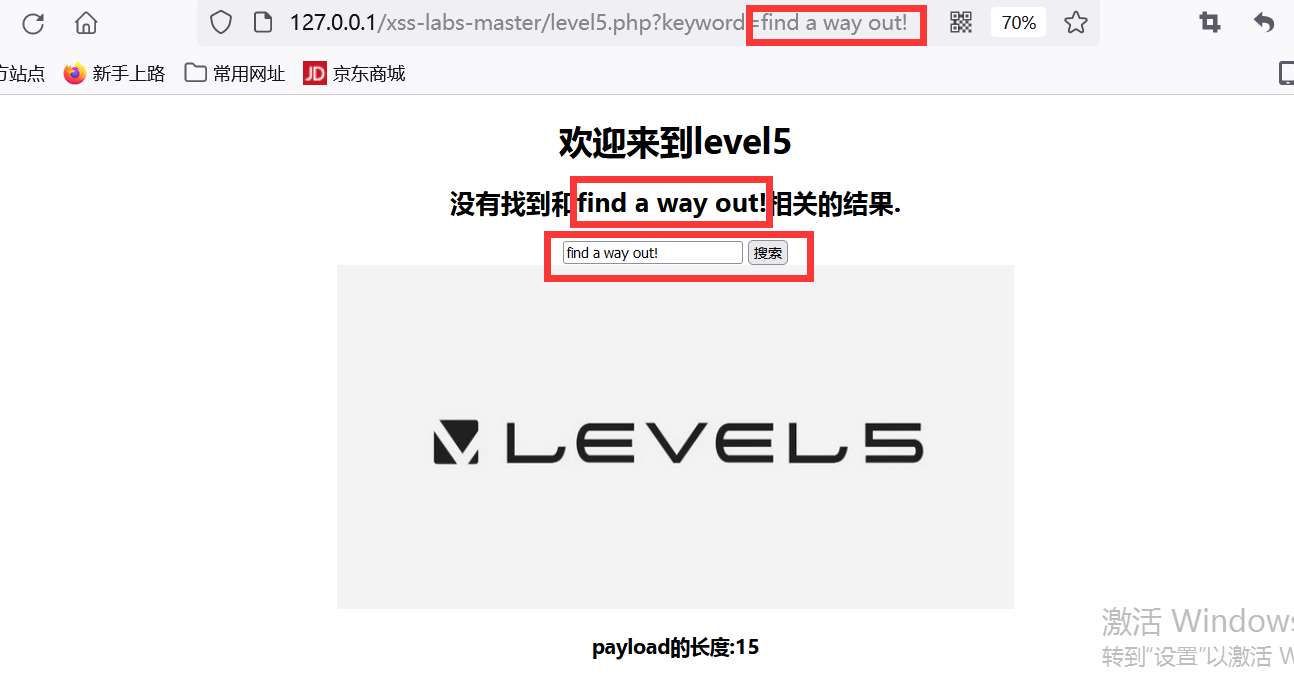 127.0.0.1/xss-labs-master/level5.php?keyword=find a way out!
70%
方站点 新手上路 常用网址 JD 京东商城
欢迎来到level5
没有找到和find a way out!相关的结果.
find a way out! 搜索
LEVEL5
payload的长度:15
激活 Windows
转到"设置"以激活 W